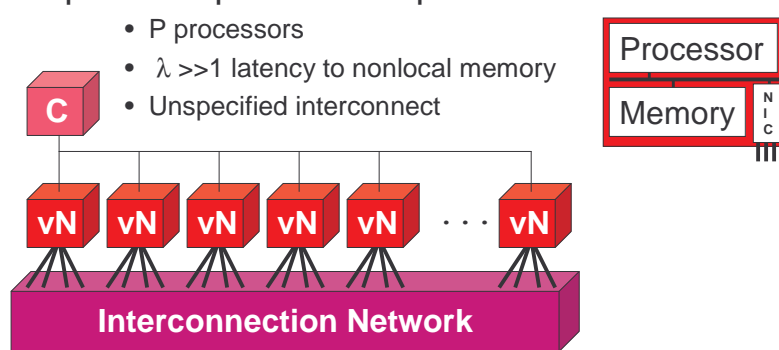 • P processors
• λ >>1 latency to nonlocal memory
• Unspecified interconnect
C
vN vN vN vN vN . . . vN
Interconnection Network
Processor
Memory
N
I
C